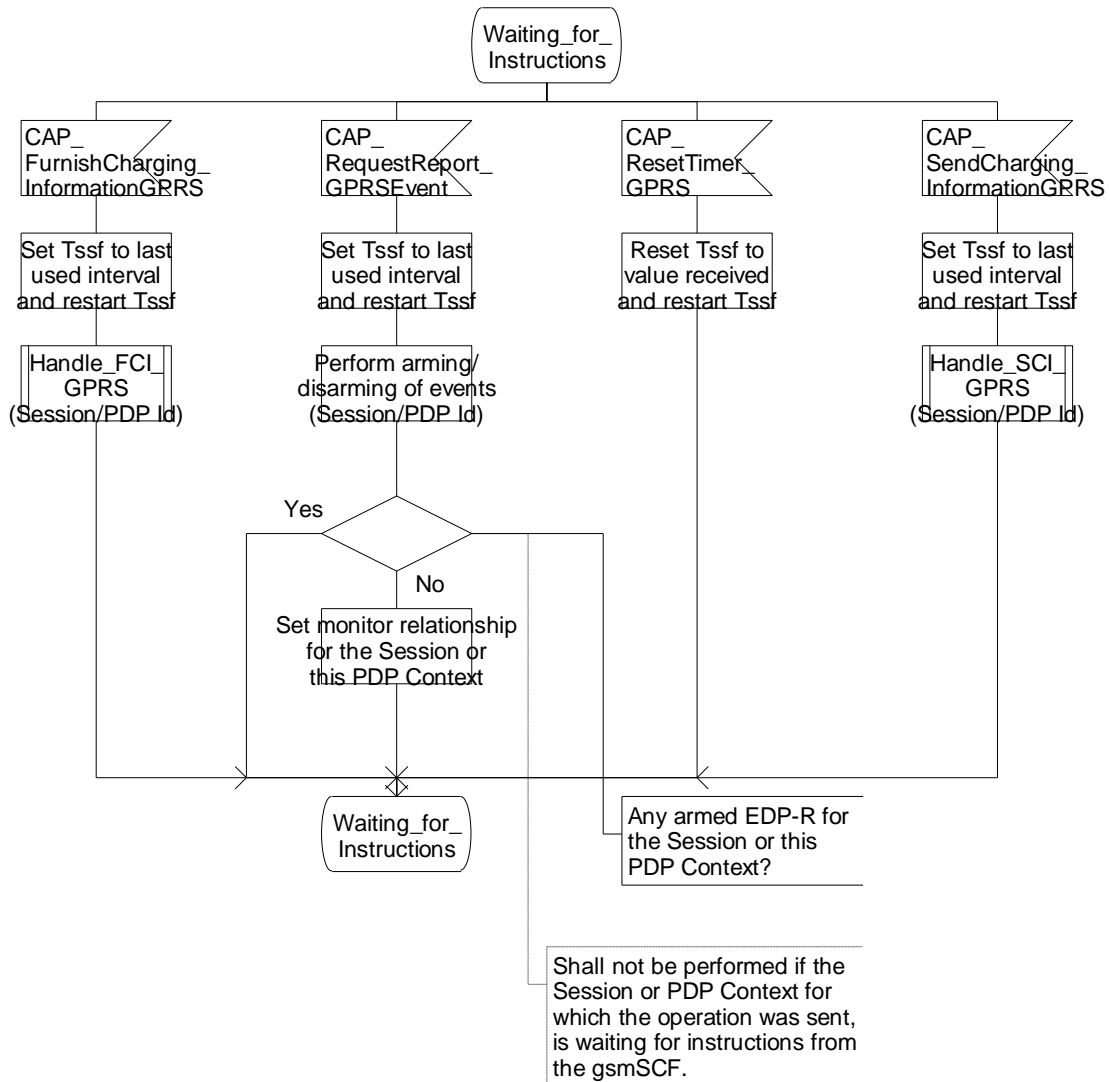 Waiting_for_
Instructions
CAP_
FurnishCharging_
InformationGPRS
CAP_
RequestReport_
GPRSEvent
CAP_
ResetTimer_
GPRS
CAP_
SendCharging_
InformationGPRS
Set Tssf to last
used interval
and restart Tssf
Set Tssf to last
used interval
and restart Tssf
Reset Tssf to
value received
and restart Tssf
Set Tssf to last
used interval
and restart Tssf
Handle_FCI_
GPRS
(Session/PDP Id)
Perform arming/
disarming of events
(Session/PDP Id)
Handle_SCI_
GPRS
(Session/PDP Id)
Yes
No
Set monitor relationship
for the Session or
this PDP Context
Waiting_for_
Instructions
Any armed EDP-R for
the Session or this
PDP Context?
Shall not be performed if the
Session or PDP Context for
which the operation was sent,
is waiting for instructions from
the gsmSCF.